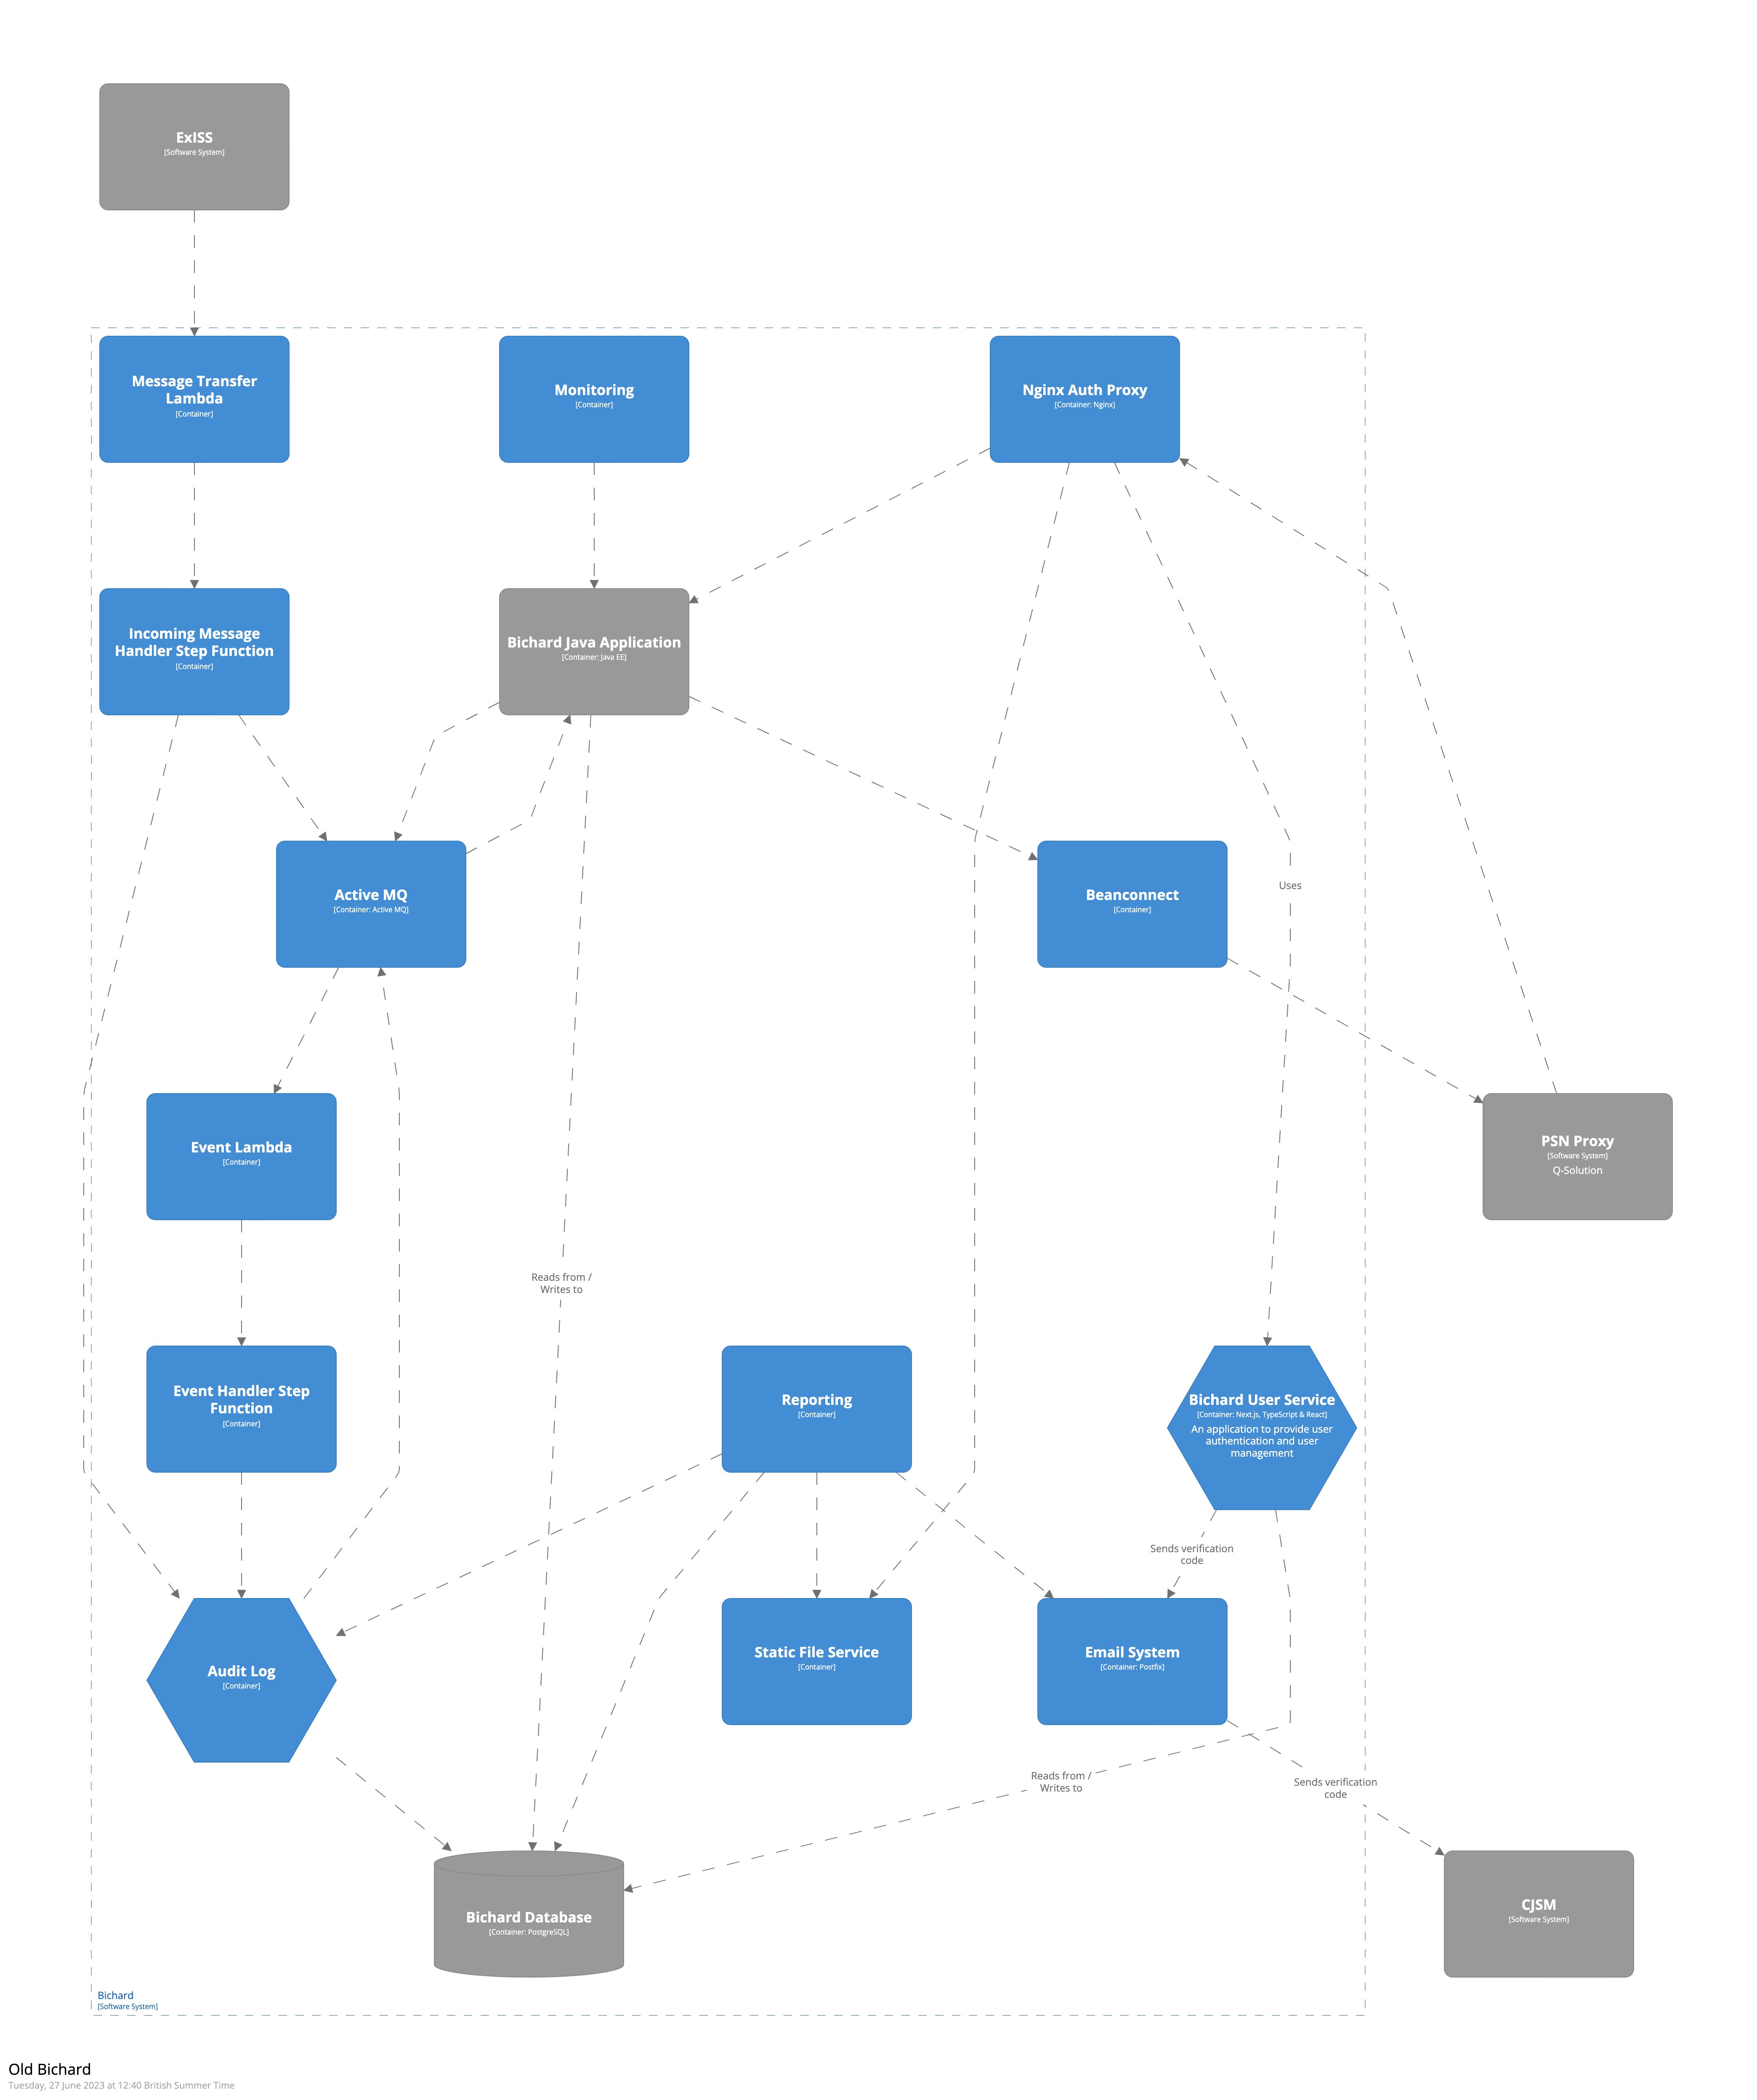 ExISS
[Software System]
Message Transfer
Lambda
[Container]
Monitoring
[Container]
Nginx Auth Proxy
[Container: Nginx]
Incoming Message
Handler Step Function
[Container]
Bichard Java Application
[Container: Java EE]
Active MQ
[Container: Active MQ]
Beanconnect
[Container]
Uses
Event Lambda
[Container]
PSN Proxy
[Software System]
Q-Solution
Reads from /
Writes to
Event Handler Step
Function
[Container]
Reporting
[Container]
Bichard User Service
[Container: Next.js, TypeScript & React]
An application to provide user
authentication and user
management
Sends verification
code
Audit Log
[Container]
Static File Service
[Container]
Email System
[Container: Postfix]
Reads from /
Writes to
Sends verification
code
Bichard Database
[Container: PostgreSQL]
CJSM
[Software System]
Bichard
[Software System]
Old Bichard
Tuesday, 27 June 2023 at 12:40 British Summer Time